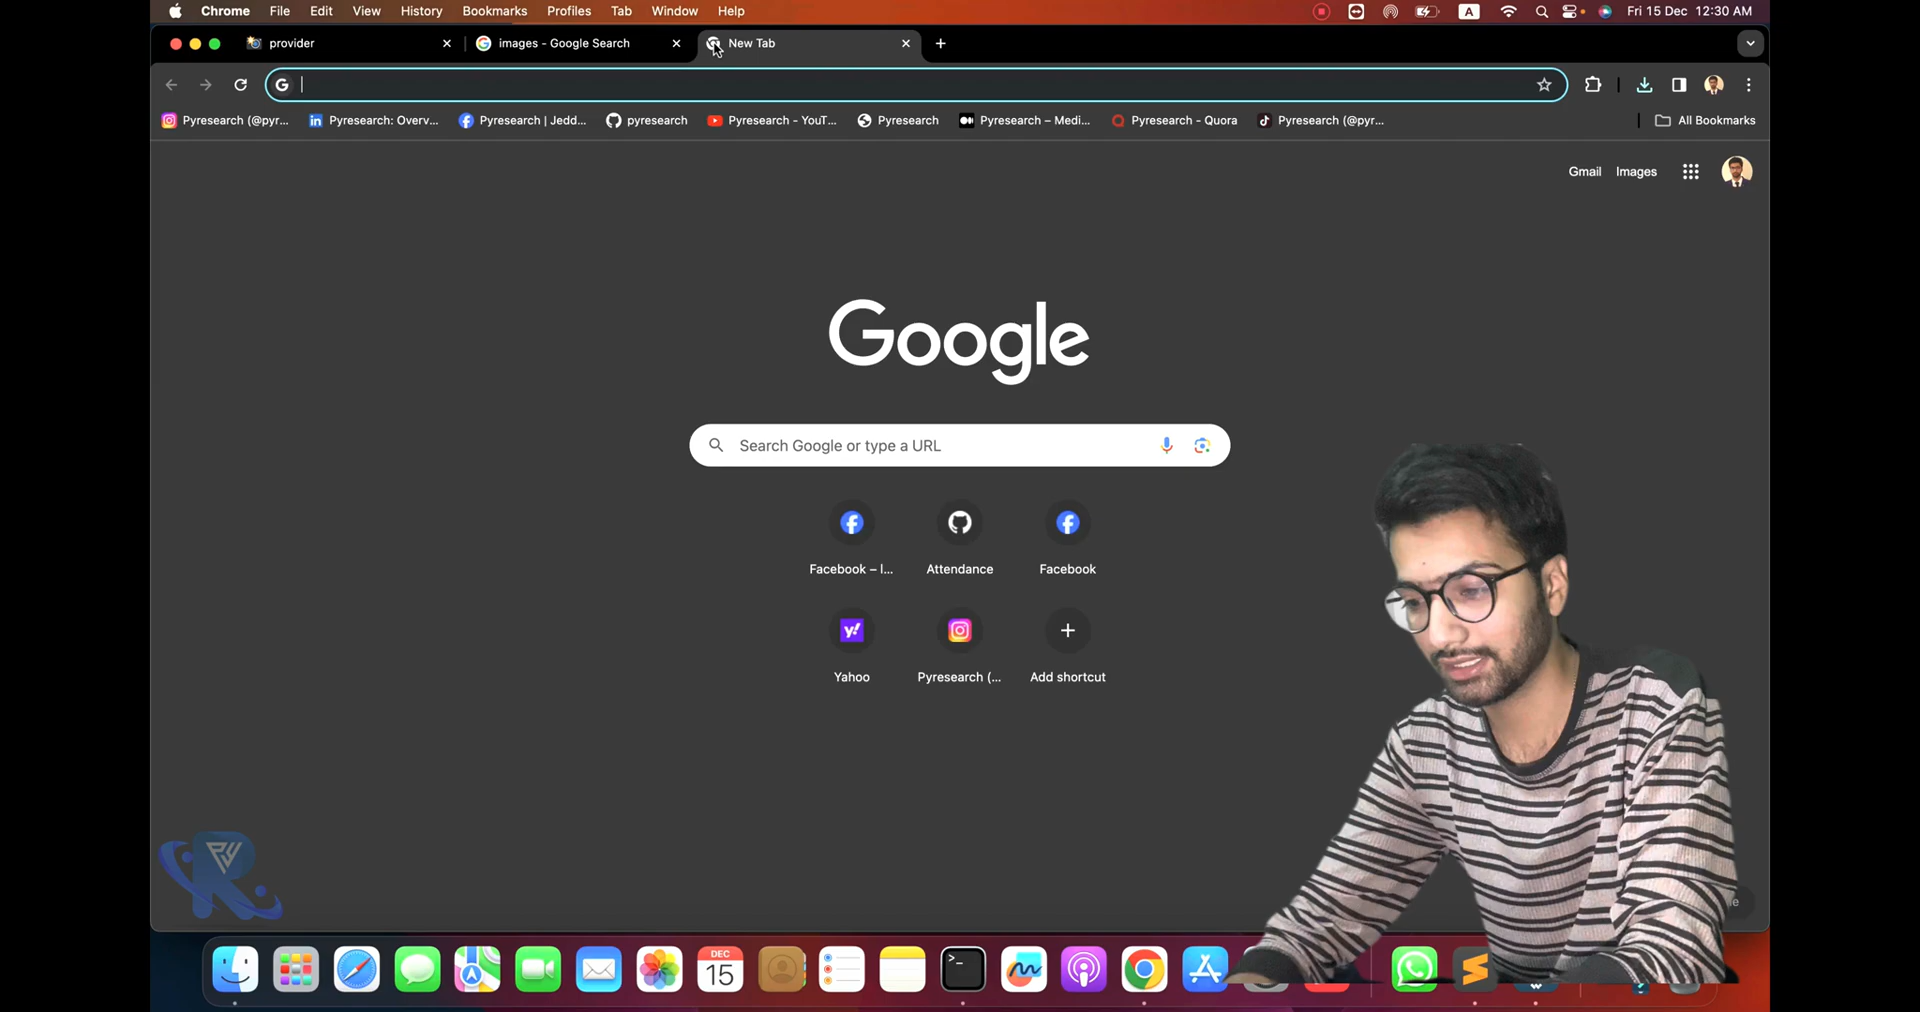 Chrome File Edit View History Bookmarks Profiles Tab Window Help A Fri 15 Dec 12:30 AM
provider images - Google Search New Tab
Pyresearch (@pyr... Pyresearch: Overv... Pyresearch | Jedd... pyresearch Pyresearch - YouT... Pyresearch Pyresearch – Medi... Pyresearch - Quora Pyresearch (@pyr... All Bookmarks
Gmail Images
Google
Search Google or type a URL
Facebook – l... Attendance Facebook
Yahoo Pyresearch (... Add shortcut
DEC
15